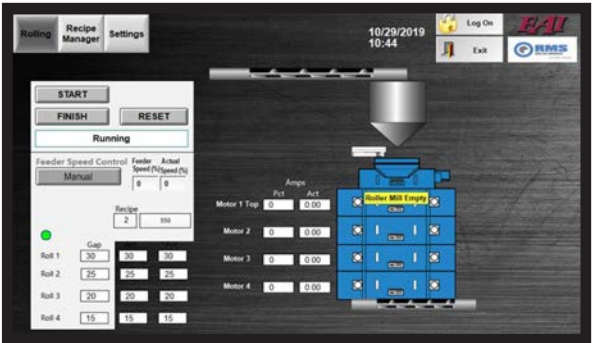 Rolling
Recipe Manager
Settings
10/29/2019
10:44
Log On
Exit
EAI
RMS
START
FINISH RESET
Running
Feeder Speed Control
Feeder Speed (%)
Actual Speed (%)
Manual
0 0
Recipe
2 550
Gap
Roll 1 30 30 30
Roll 2 25 25 25
Roll 3 20 20 20
Roll 4 15 15 15
Amps
Pct Act
Motor 1 Top 0 0.00
Motor 2 0 0.00
Motor 3 0 0.00
Motor 4 0 0.00
Roller Mill Empty